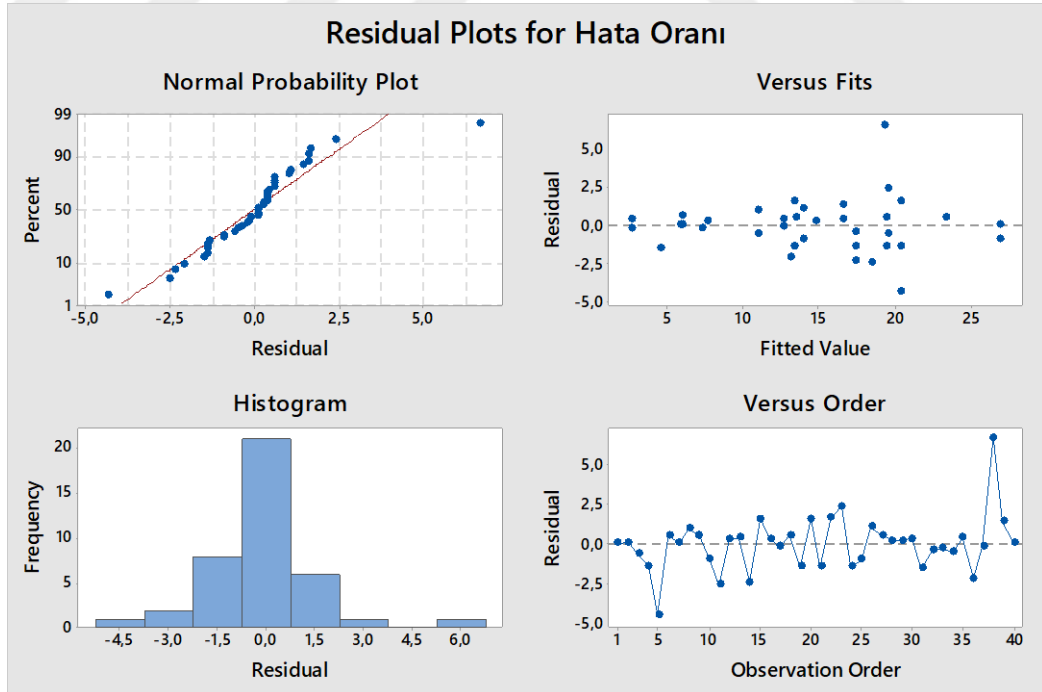 Residual Plots for Hata Oranı
Normal Probability Plot
99
90
50
10
1
Percent
-5,0 -2,5 0,0 2,5 5,0
Residual
Versus Fits
5,0
2,5
0,0
-2,5
-5,0
Residual
5 10 15 20 25
Fitted Value
Histogram
20
15
10
5
0
Frequency
-4,5 -3,0 -1,5 0,0 1,5 3,0 4,5 6,0
Residual
Versus Order
5,0
2,5
0,0
-2,5
-5,0
Residual
1 5 10 15 20 25 30 35 40
Observation Order